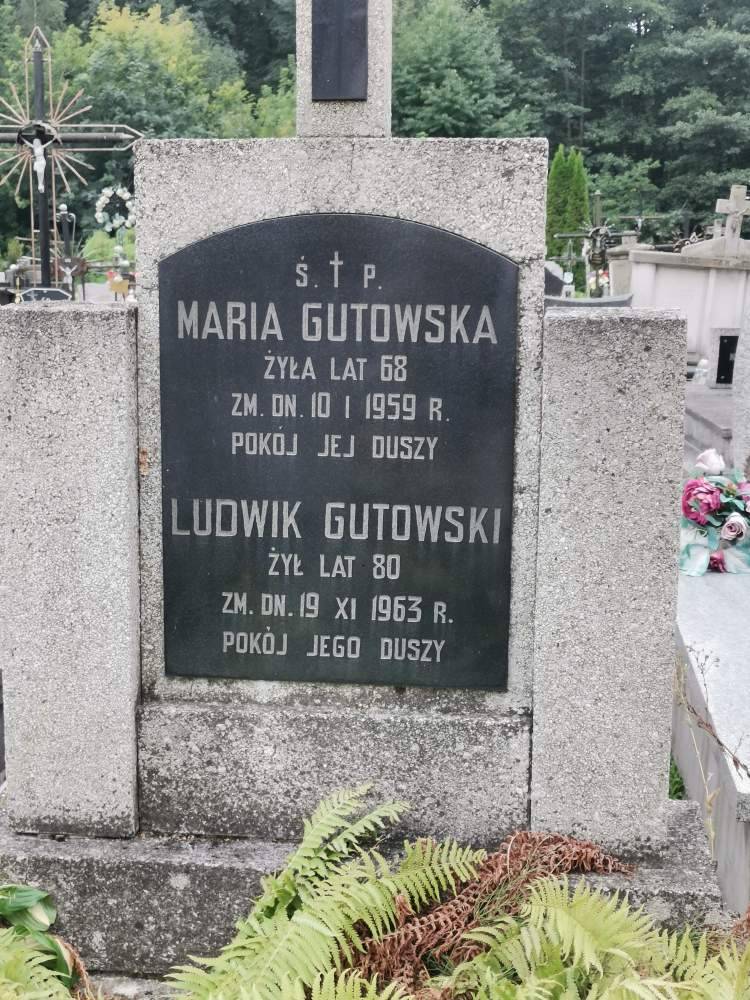 Ś. † P.
MARIA GUTOWSKA
ŻYŁA LAT 68
ZM. DN. 10 I 1959 R.
POKÓJ JEJ DUSZY
LUDWIK GUTOWSKI
ŻYŁ LAT 80
ZM. DN. 19 XI 1963 R.
POKÓJ JEGO DUSZY